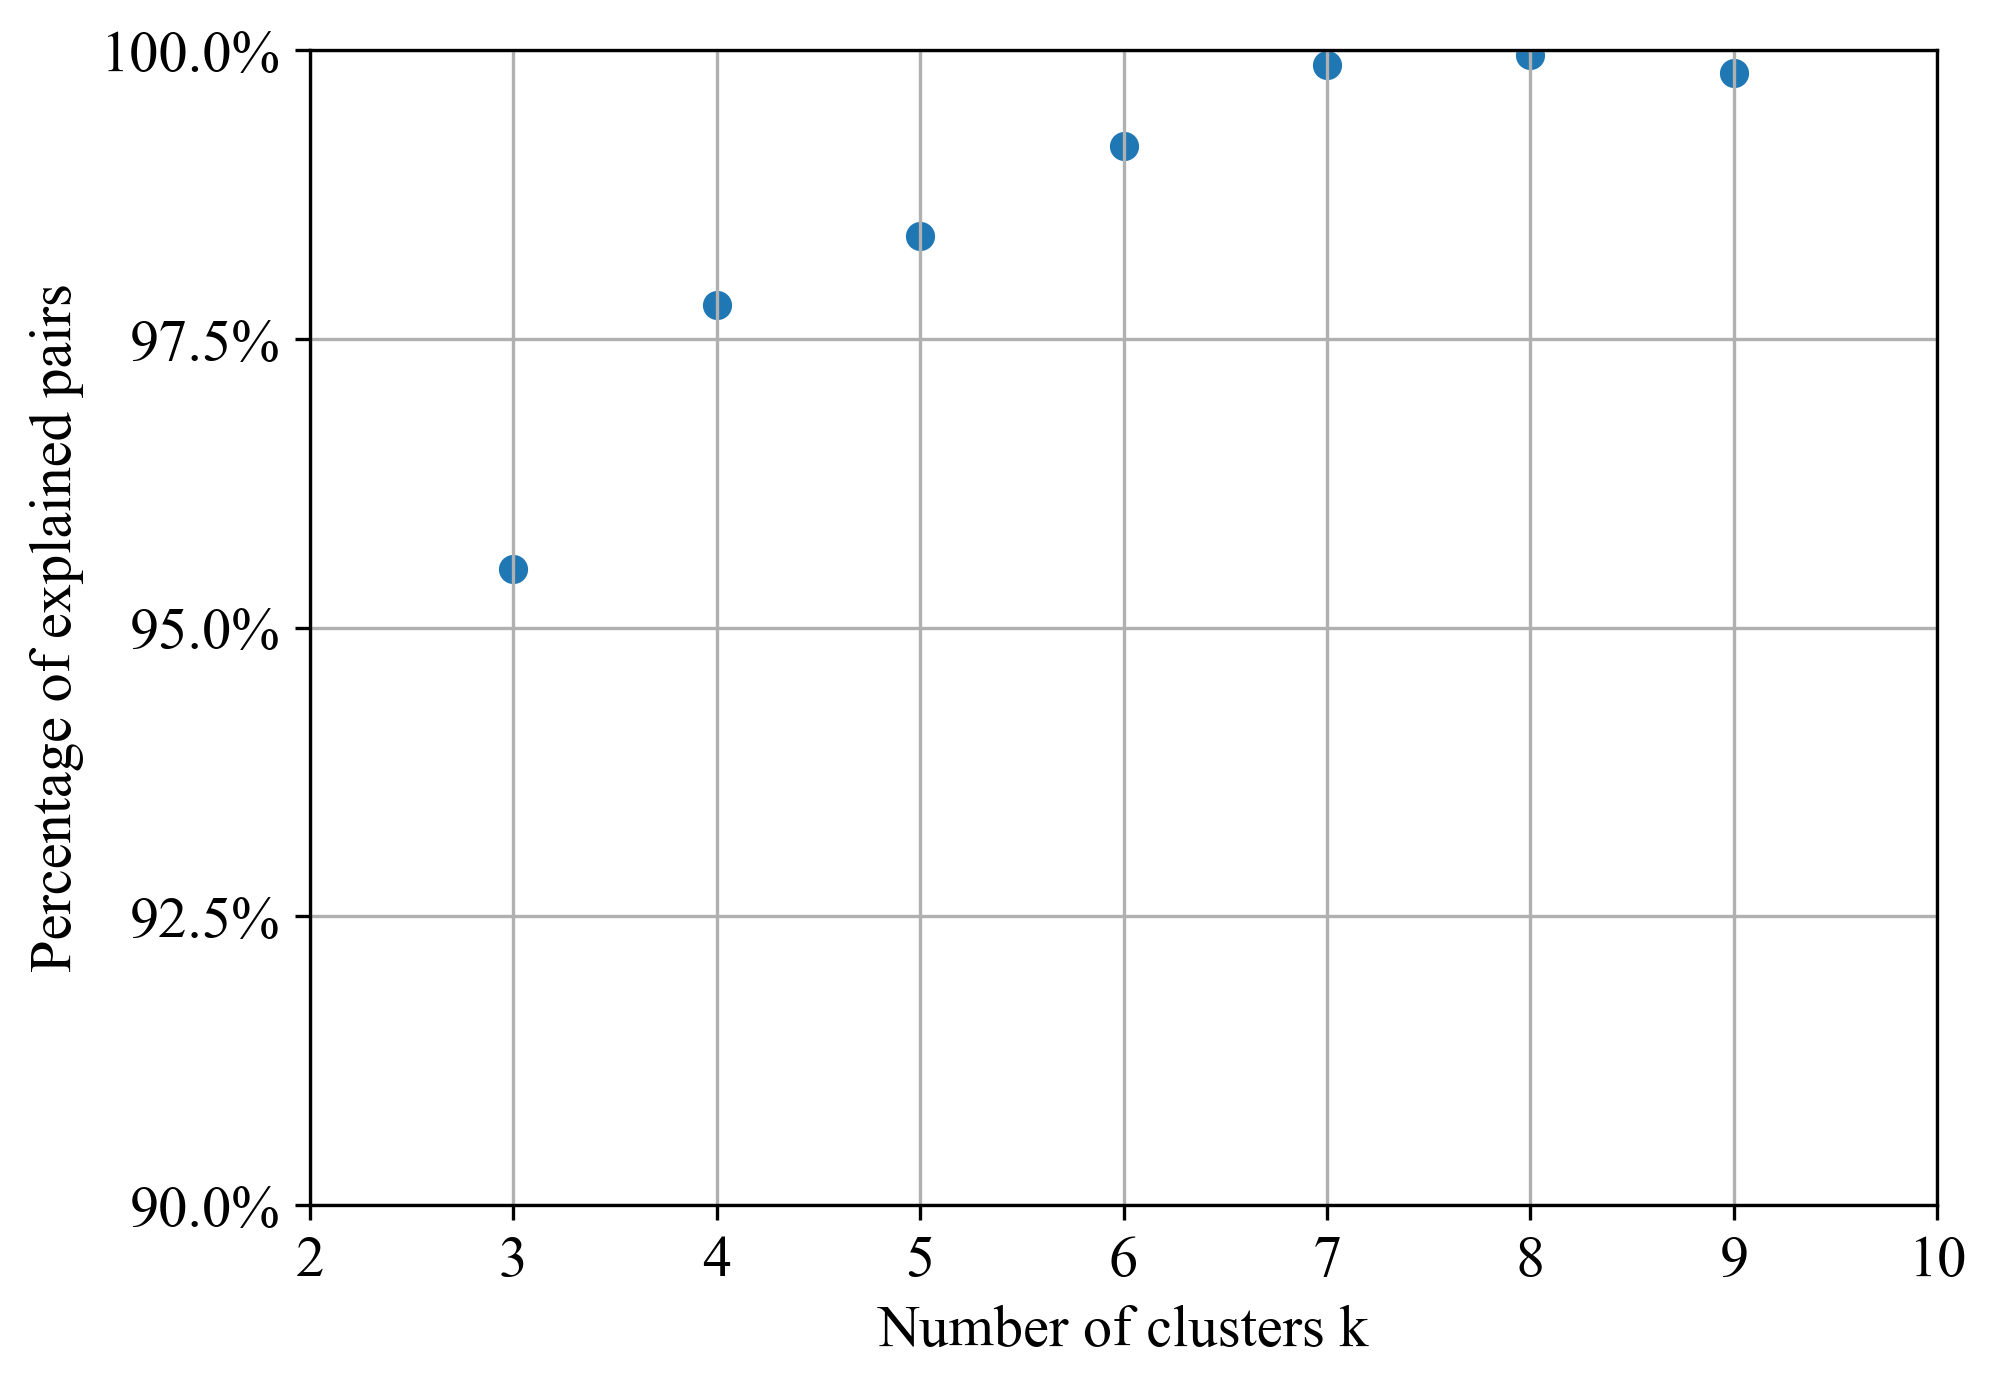 100.0%
97.5%
95.0%
92.5%
90.0%
Percentage of explained pairs
2 3 4 5 6 7 8 9 10
Number of clusters k